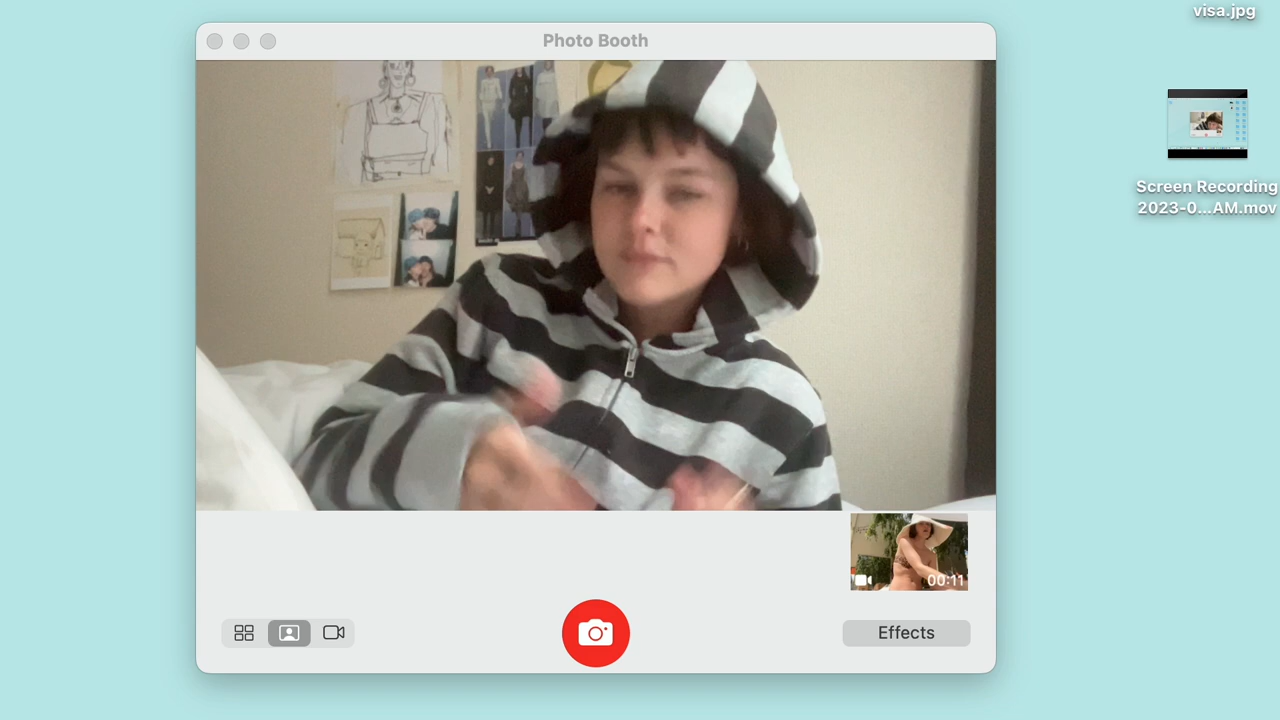 visa.jpg
Photo Booth
Screen Recording
2023-0...AM.mov
00:11
Effects